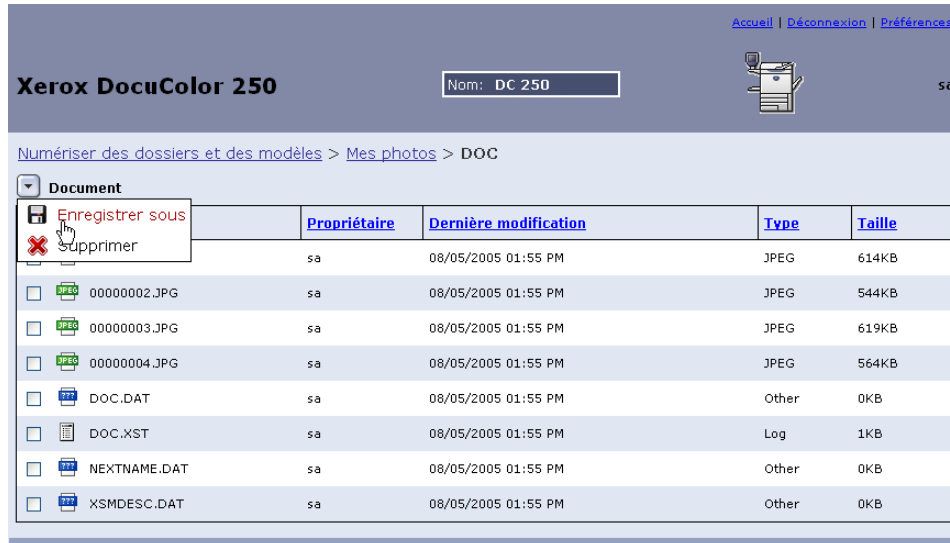 Accueil | Déconnexion | Préférences
Xerox DocuColor 250
Nom: DC 250
sa
Numériser des dossiers et des modèles > Mes photos > DOC
Document
Enregistrer sous
Supprimer
Propriétaire Dernière modification Type Taille
sa 08/05/2005 01:55 PM JPEG 614KB
JPEG 00000002.JPG sa 08/05/2005 01:55 PM JPEG 544KB
JPEG 00000003.JPG sa 08/05/2005 01:55 PM JPEG 619KB
JPEG 00000004.JPG sa 08/05/2005 01:55 PM JPEG 564KB
??? DOC.DAT sa 08/05/2005 01:55 PM Other 0KB
DOC.XST sa 08/05/2005 01:55 PM Log 1KB
??? NEXTNAME.DAT sa 08/05/2005 01:55 PM Other 0KB
??? XSMDESC.DAT sa 08/05/2005 01:55 PM Other 0KB